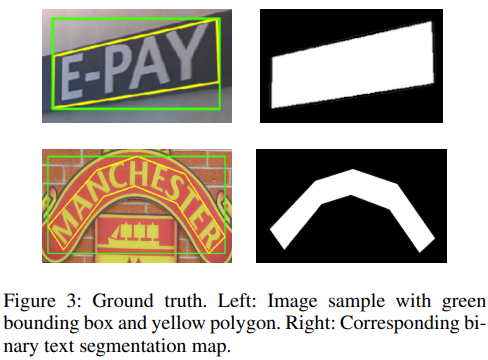 E-PAY
MANCHESTER
Figure 3: Ground truth. Left: Image sample with green
bounding box and yellow polygon. Right: Corresponding bi-
nary text segmentation map.